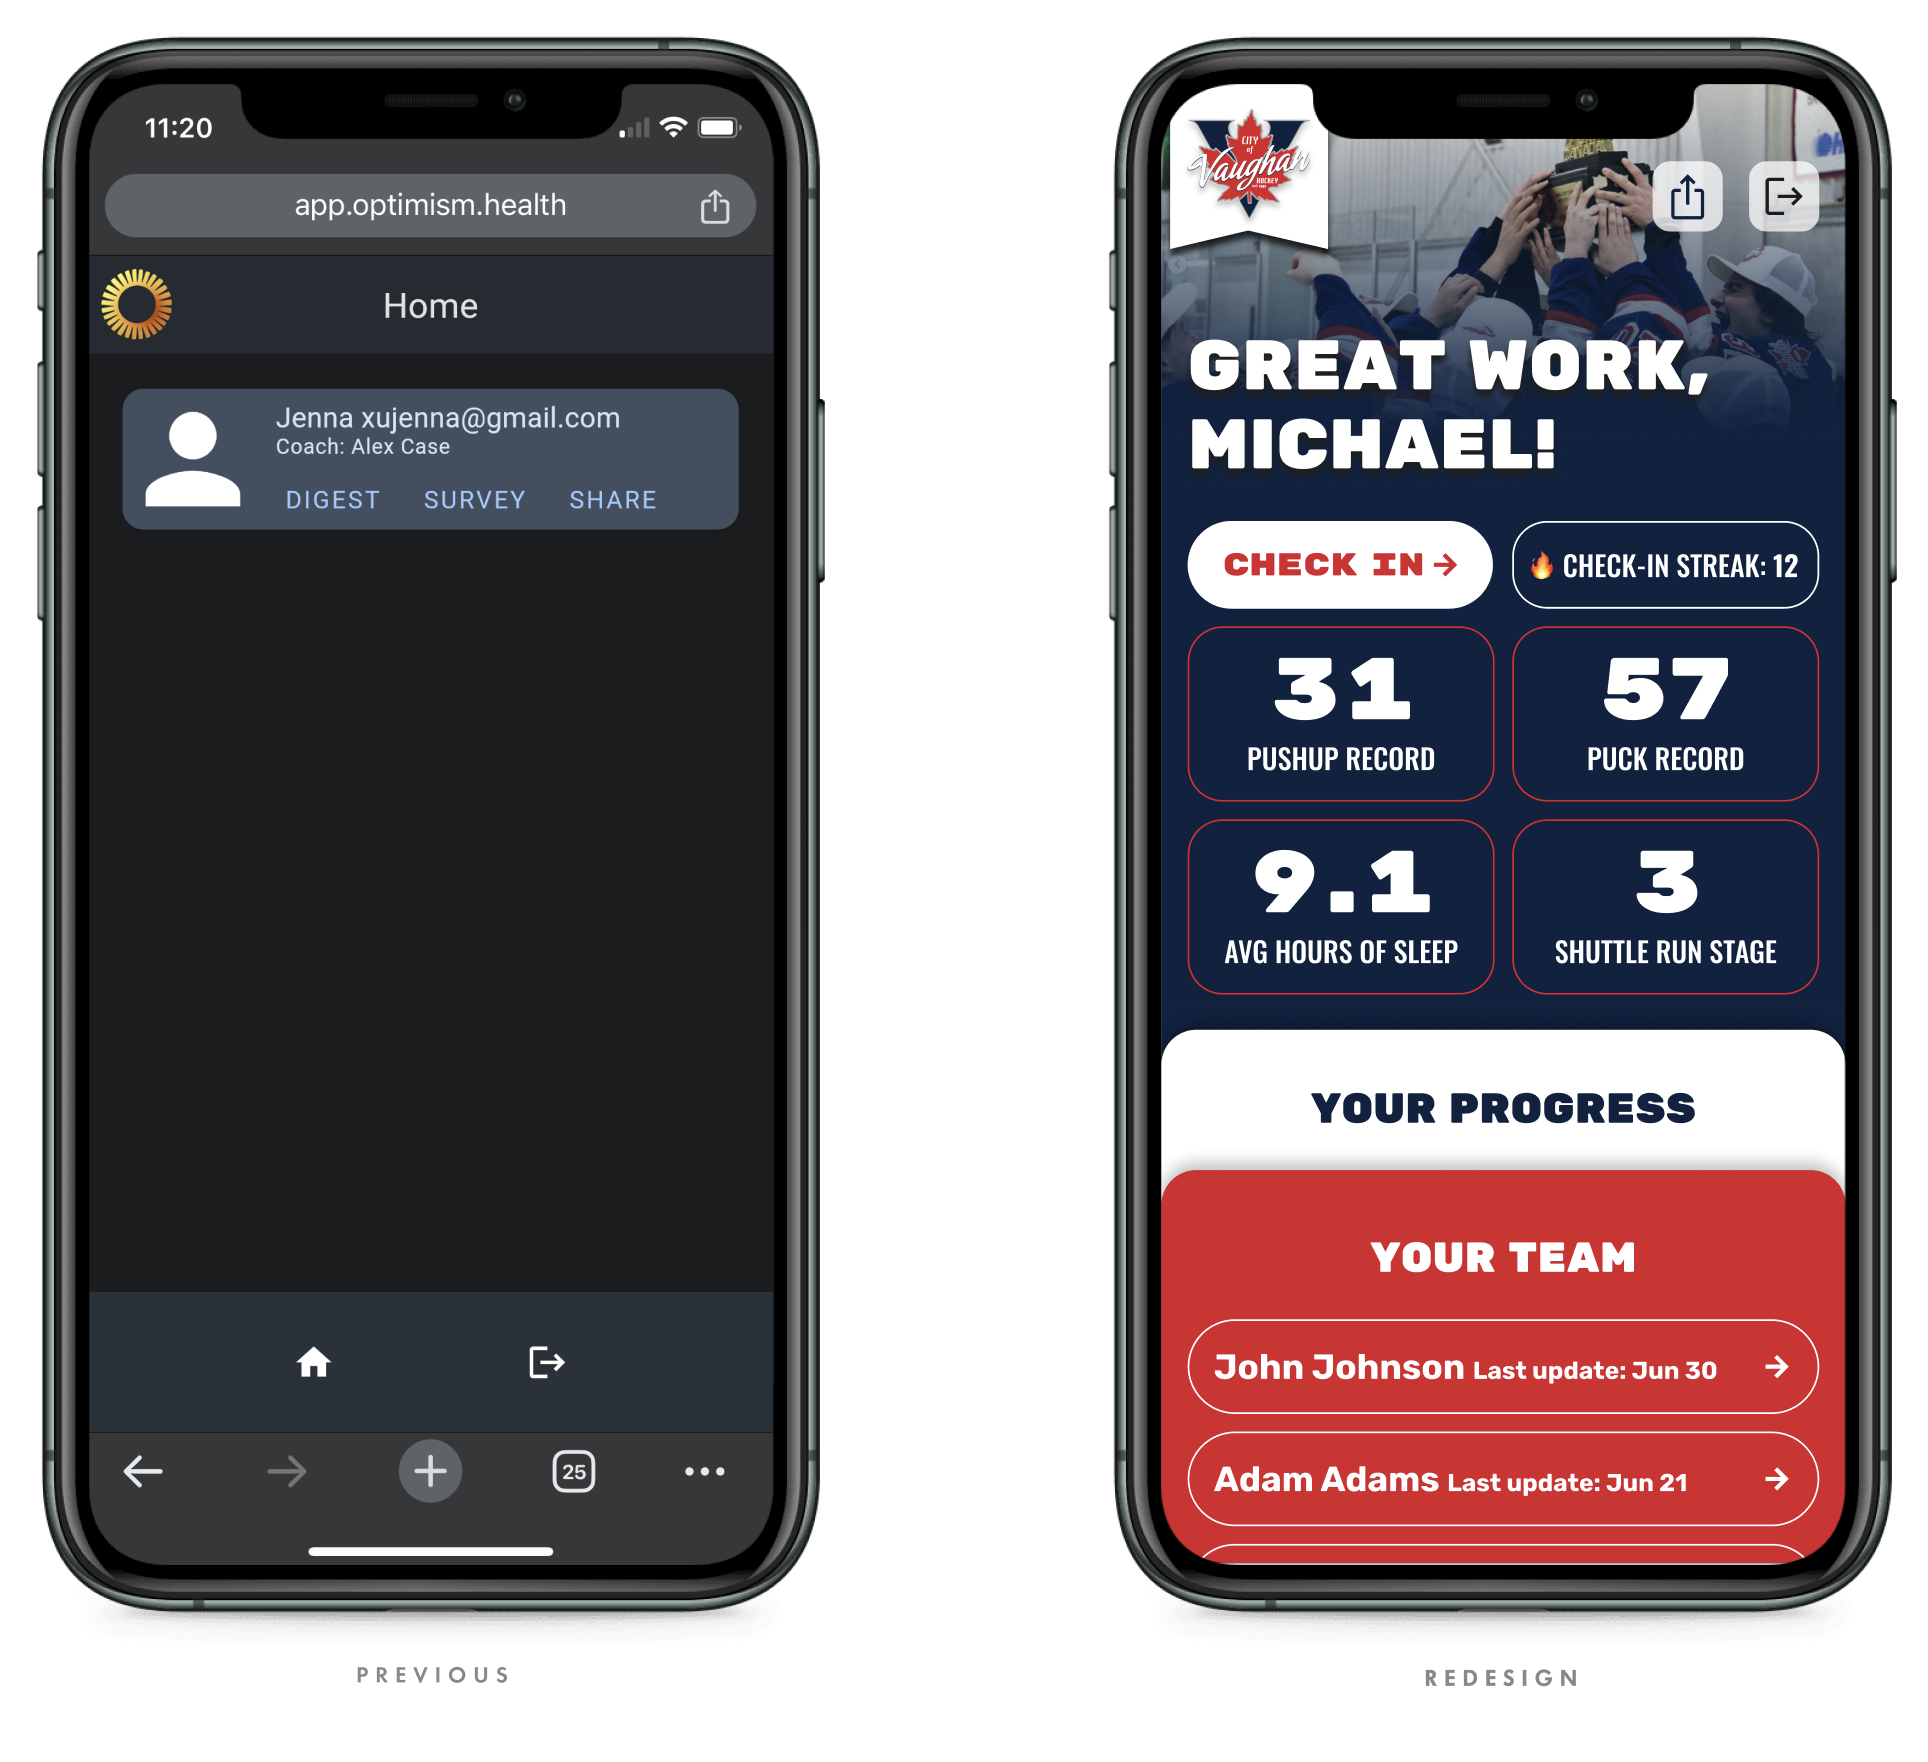 11:20
app.optimism.health
Home
Jenna xujenna@gmail.com
Coach: Alex Case
DIGEST SURVEY SHARE
25
PREVIOUS
CITY
of
Vaughan
HOCKEY
CANADA
GREAT WORK,
MICHAEL!
CHECK IN →
🔥 CHECK-IN STREAK: 12
31
PUSHUP RECORD
57
PUCK RECORD
9.1
AVG HOURS OF SLEEP
3
SHUTTLE RUN STAGE
YOUR PROGRESS
YOUR TEAM
John Johnson Last update: Jun 30 →
Adam Adams Last update: Jun 21 →
REDESIGN